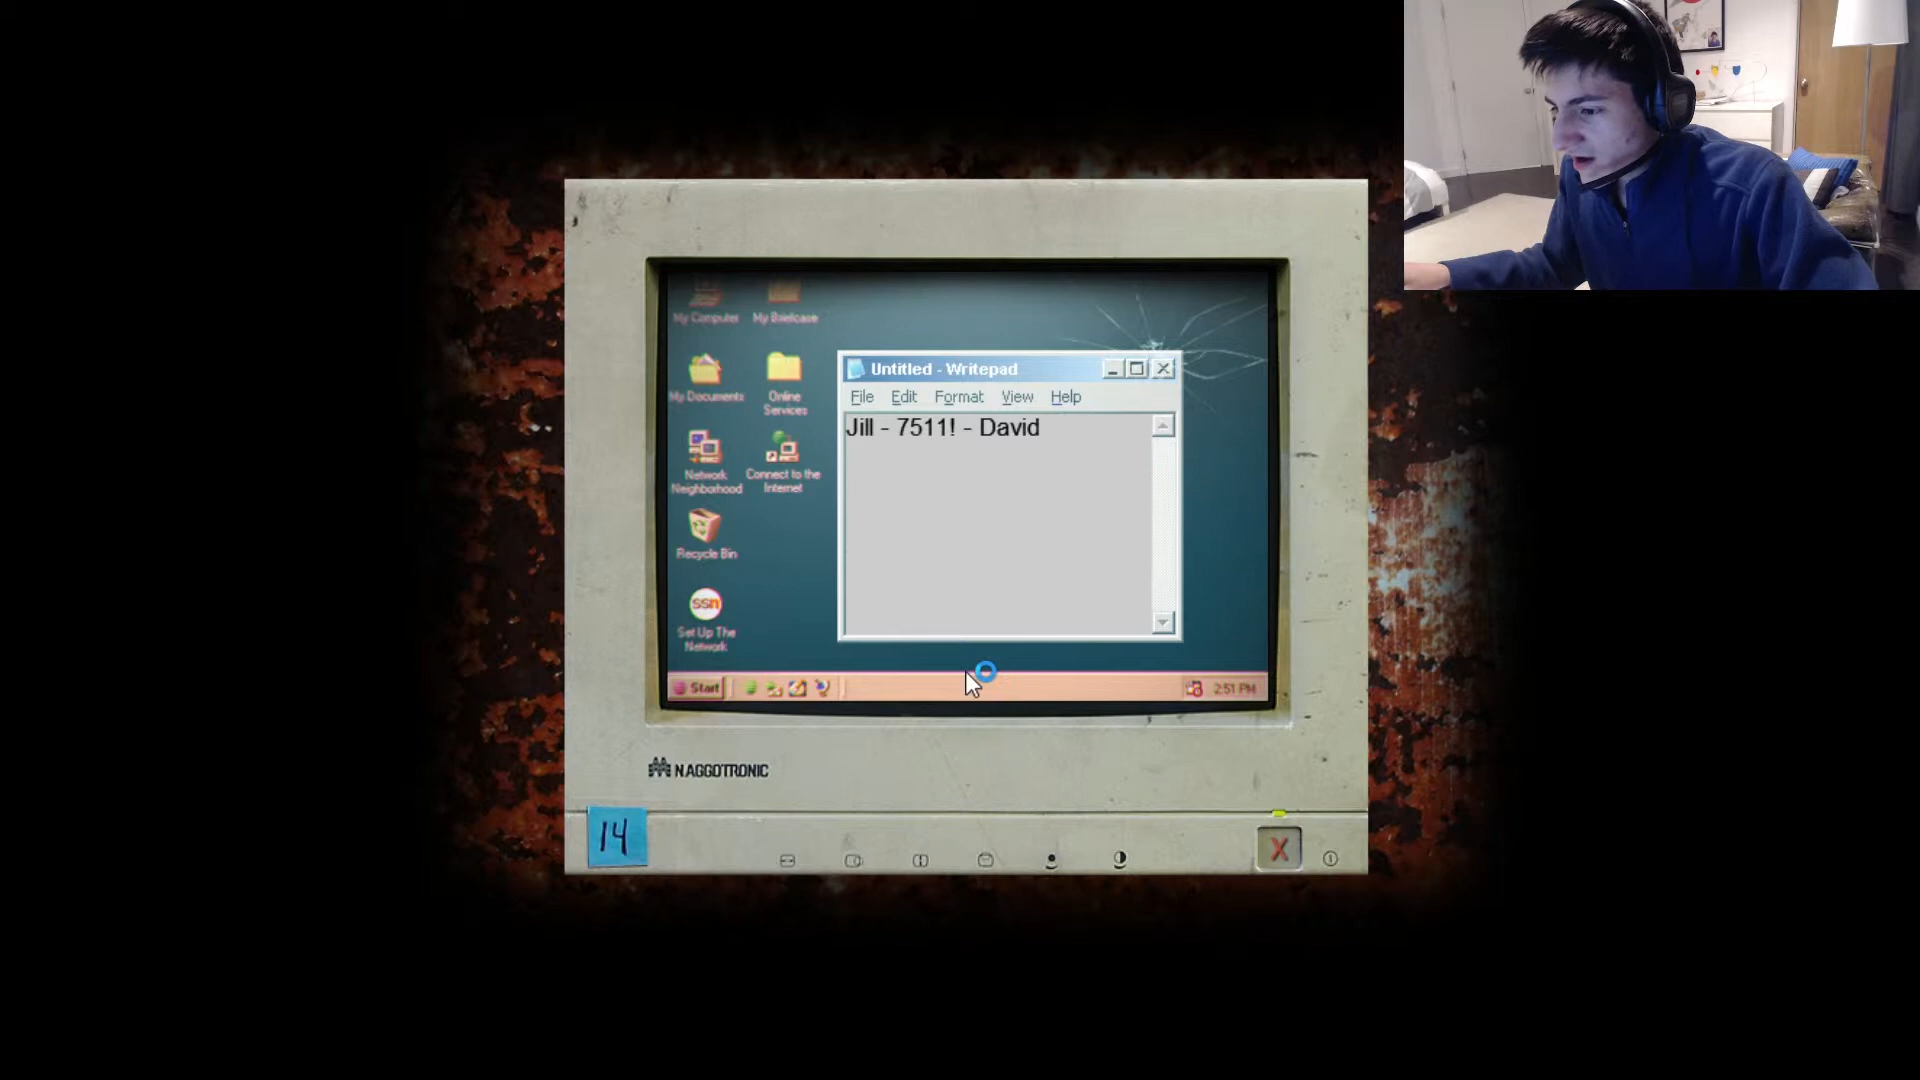 My Computer
My Briefcase
My Documents
Online
Services
Network
Neighborhood
Connect to the
Internet
Recycle Bin
ssn
Set Up The
Network
Untitled - Writepad
File Edit Format View Help
Jill - 7511! - David
Start
2:51 PM
NAGGOTRONIC
14
X